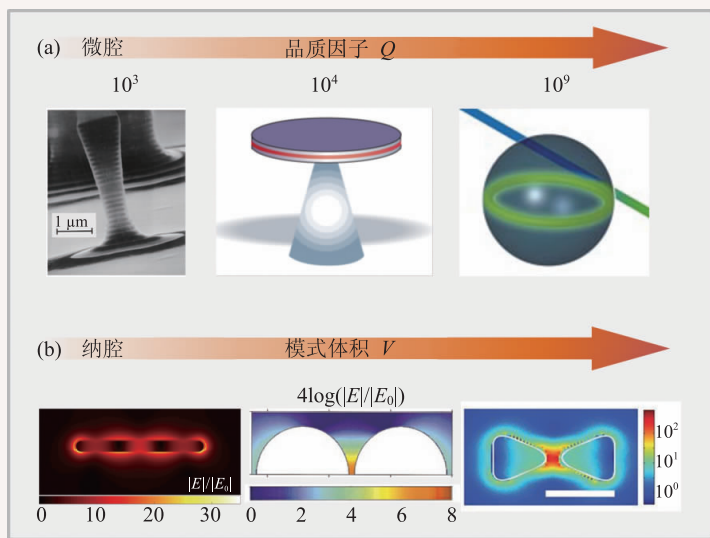 (a) 微腔 品质因子 Q
10³ 10⁴ 10⁹
1 μm
(b) 纳腔 模式体积 V
4log(|E|/|E₀|)
|E|/|E₀|
0 10 20 30
0 2 4 6 8
10²
10¹
10⁰